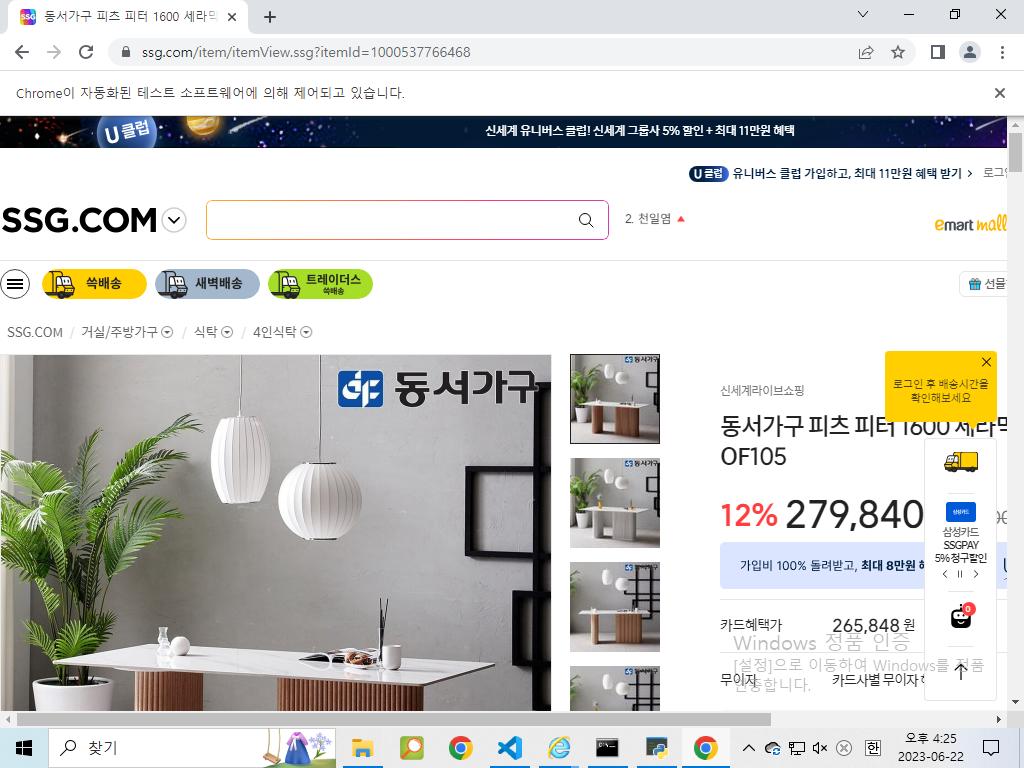 동서가구 피츠 피터 1600 세라믹
ssg.com/item/itemView.ssg?itemId=1000537766468
Chrome이 자동화된 테스트 소프트웨어에 의해 제어되고 있습니다.
U 클럽
신세계 유니버스 클럽! 신세계 그룹사 5% 할인 + 최대 11만원 혜택
U 클럽 유니버스 클럽 가입하고, 최대 11만원 혜택 받기 로그인
SSG.COM
2. 천일염
emart mall
쓱배송
새벽배송
트레이더스
쓱배송
선물
SSG.COM / 거실/주방가구 / 식탁 / 4인식탁
동서가구
신세계라이브쇼핑
로그인 후 배송시간을
확인해보세요
동서가구 피츠 피터 1600 세라믹
OF105
12% 279,840
삼성카드
삼성카드
SSGPAY
5% 청구할인
가입비 100% 돌려받고, 최대 8만원
카드혜택가 265,848 원
0
Windows 정품 인증
[설정]으로 이동하여 Windows를 정품
인증합니다.
무이자 카드사별 무이자
찾기
한
오후 4:25
2023-06-22